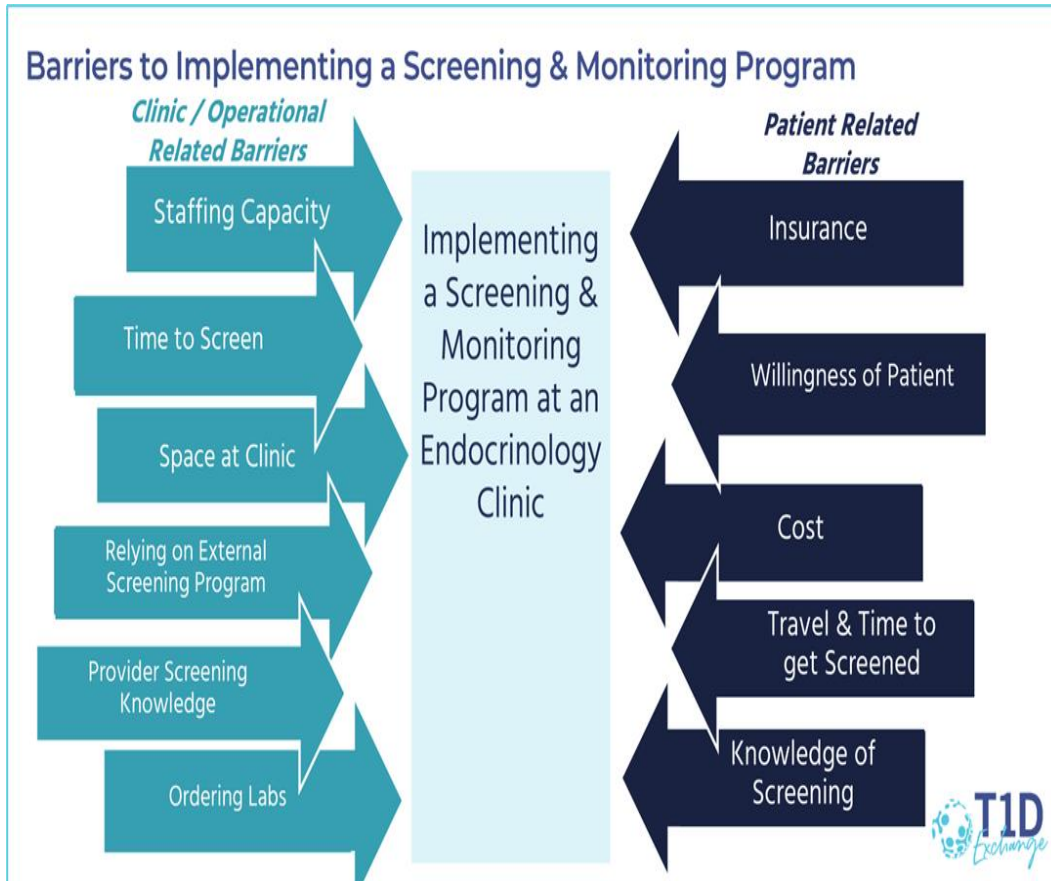 Barriers to Implementing a Screening & Monitoring Program
Clinic / Operational
Related Barriers
Staffing Capacity
Time to Screen
Space at Clinic
Relying on External
Screening Program
Provider Screening
Knowledge
Ordering Labs
Implementing
a Screening &
Monitoring
Program at an
Endocrinology
Clinic
Patient Related
Barriers
Insurance
Willingness of Patient
Cost
Travel & Time to
get Screened
Knowledge of
Screening
T1D
Exchange